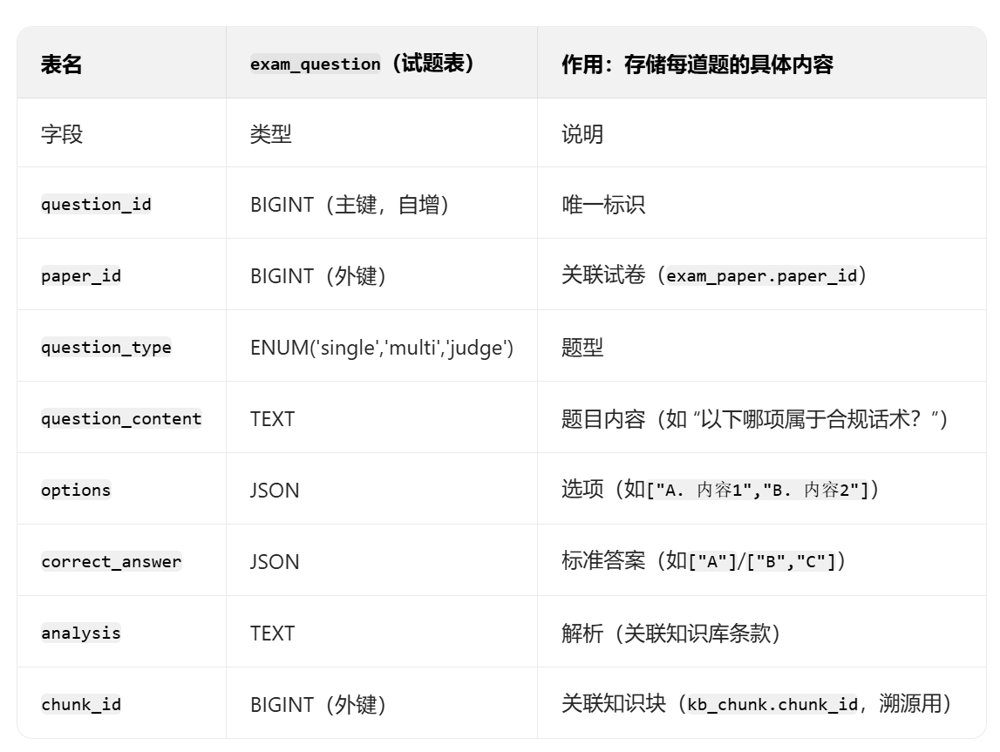 表名 exam_question（试题表） 作用：存储每道题的具体内容
字段 类型 说明
question_id BIGINT（主键，自增） 唯一标识
paper_id BIGINT（外键） 关联试卷（exam_paper.paper_id）
question_type ENUM('single','multi','judge') 题型
question_content TEXT 题目内容（如 “以下哪项属于合规话术？”）
options JSON 选项（如["A. 内容1","B. 内容2"]）
correct_answer JSON 标准答案（如["A"]/["B","C"]）
analysis TEXT 解析（关联知识库条款）
chunk_id BIGINT（外键） 关联知识块（kb_chunk.chunk_id，溯源用）